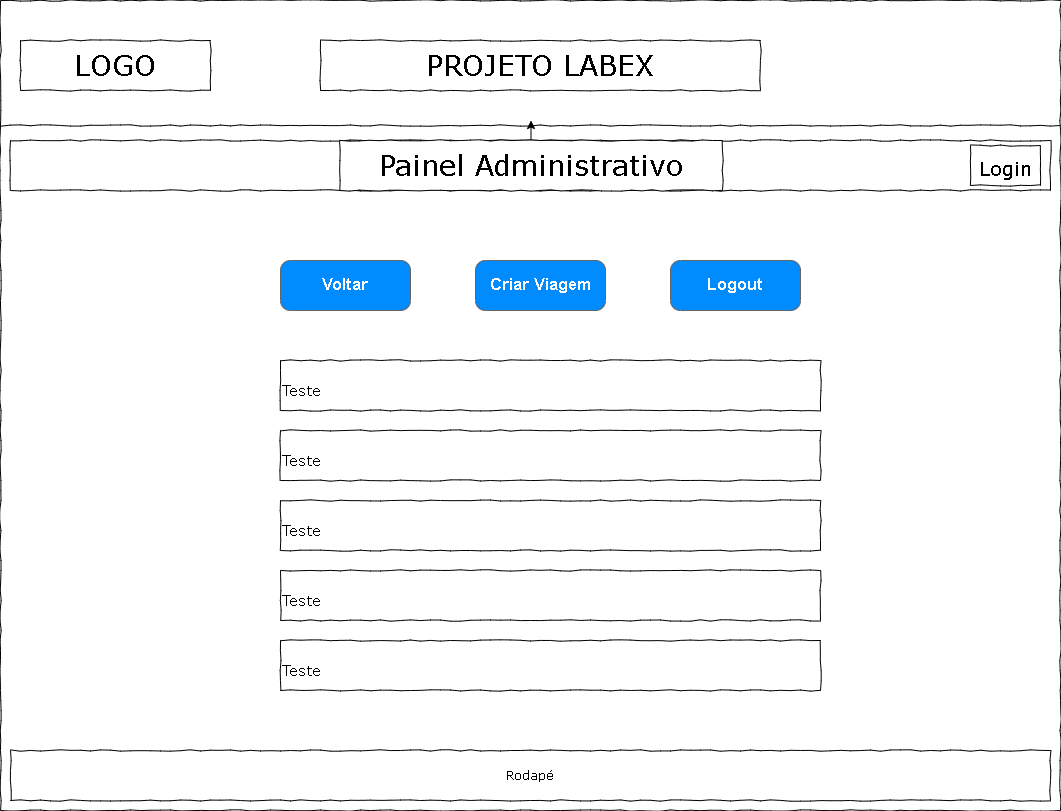 LOGO
PROJETO LABEX
Painel Administrativo
Login
Voltar
Criar Viagem
Logout
Teste
Teste
Teste
Teste
Teste
Rodapé